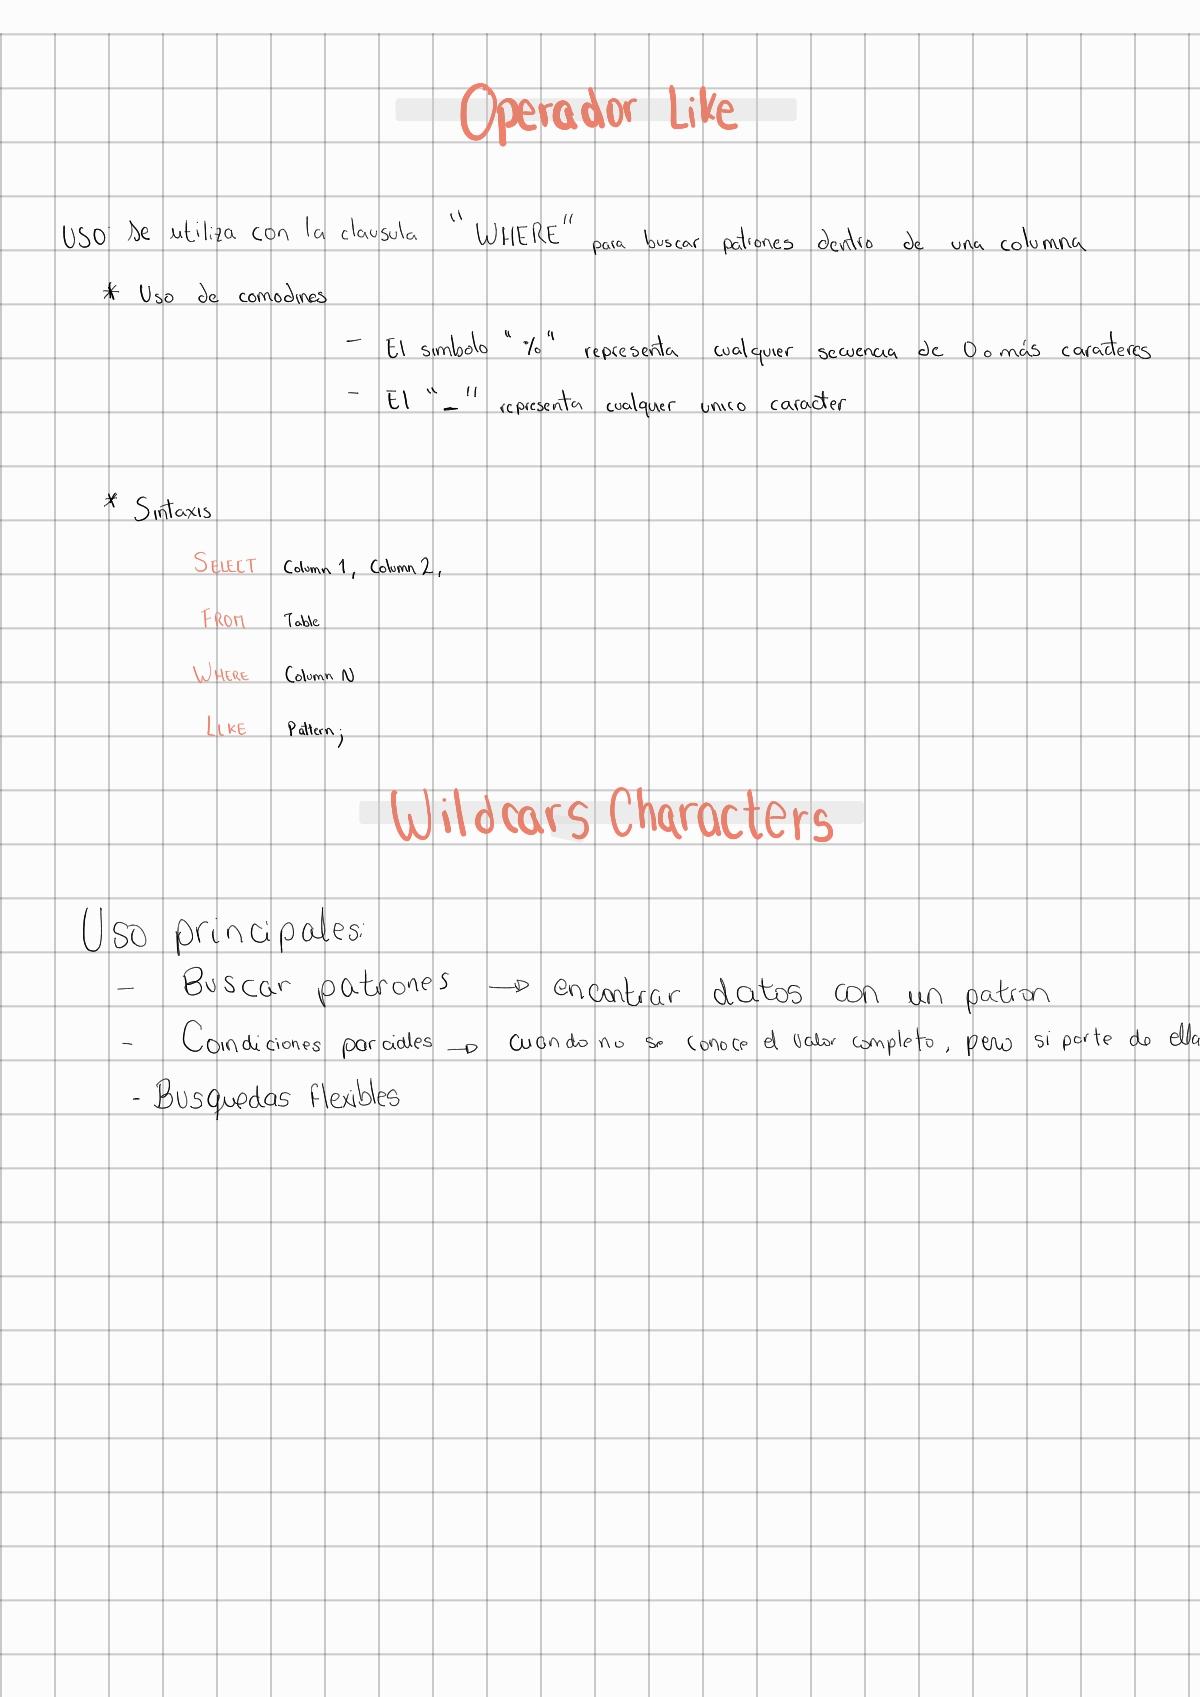 Operador Like
USO Se utiliza con la clausula "WHERE" para buscar patrones dentro de una columna
* Uso de comodines
- El simbolo "%" representa cualquier secuencia de 0 o más caracteres
- El "_" representa cualquer unico caracter
* Sintaxis
SELECT Column 1, Column 2,
FROM Table
WHERE Column N
LIKE Pattern;
Wildcars Characters
Uso principales:
- Buscar patrones → encontrar datos con un patron
- Condiciones parciales → cuando no se conoce el valor completo, pero si parte de ella
- Busquedas flexibles